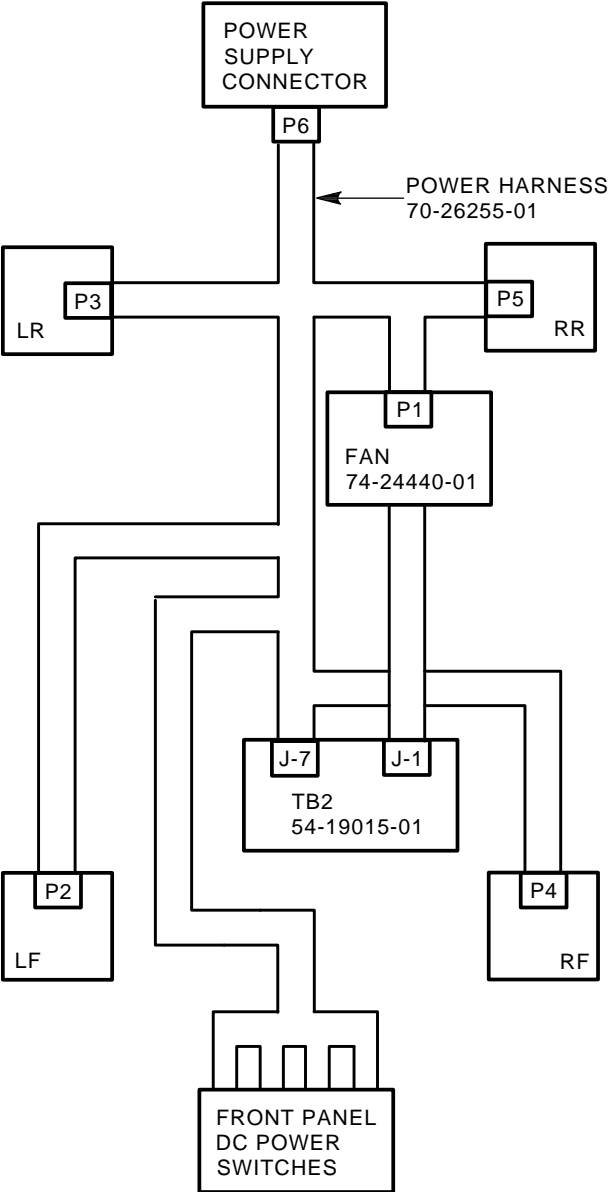 POWER
SUPPLY
CONNECTOR
P6
POWER HARNESS
70-26255-01
P3
LR
P5
RR
P1
FAN
74-24440-01
J-7
J-1
TB2
54-19015-01
P2
LF
P4
RF
FRONT PANEL
DC POWER
SWITCHES